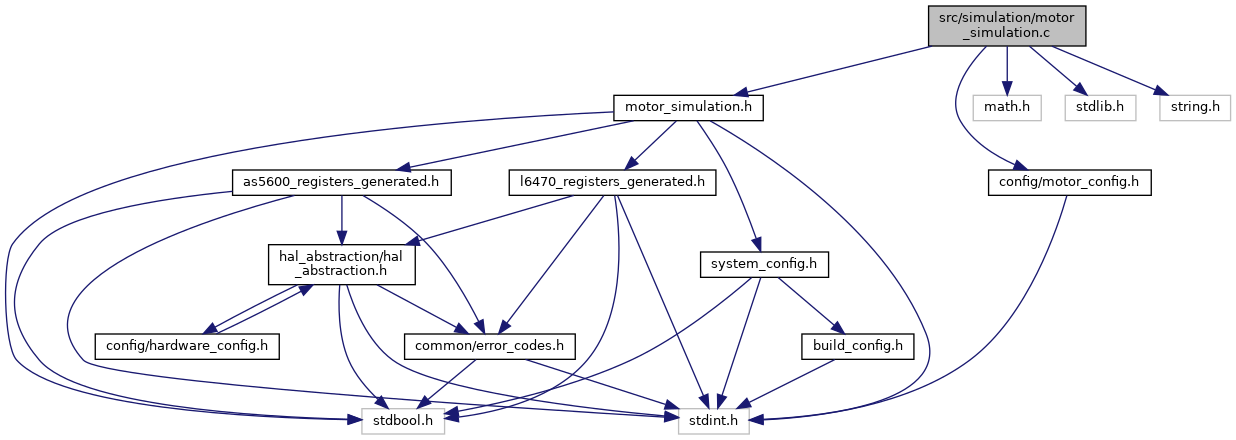 src/simulation/motor
_simulation.c
motor_simulation.h
math.h
stdlib.h
string.h
as5600_registers_generated.h
l6470_registers_generated.h
config/motor_config.h
hal_abstraction/hal
_abstraction.h
system_config.h
config/hardware_config.h
common/error_codes.h
build_config.h
stdbool.h
stdint.h